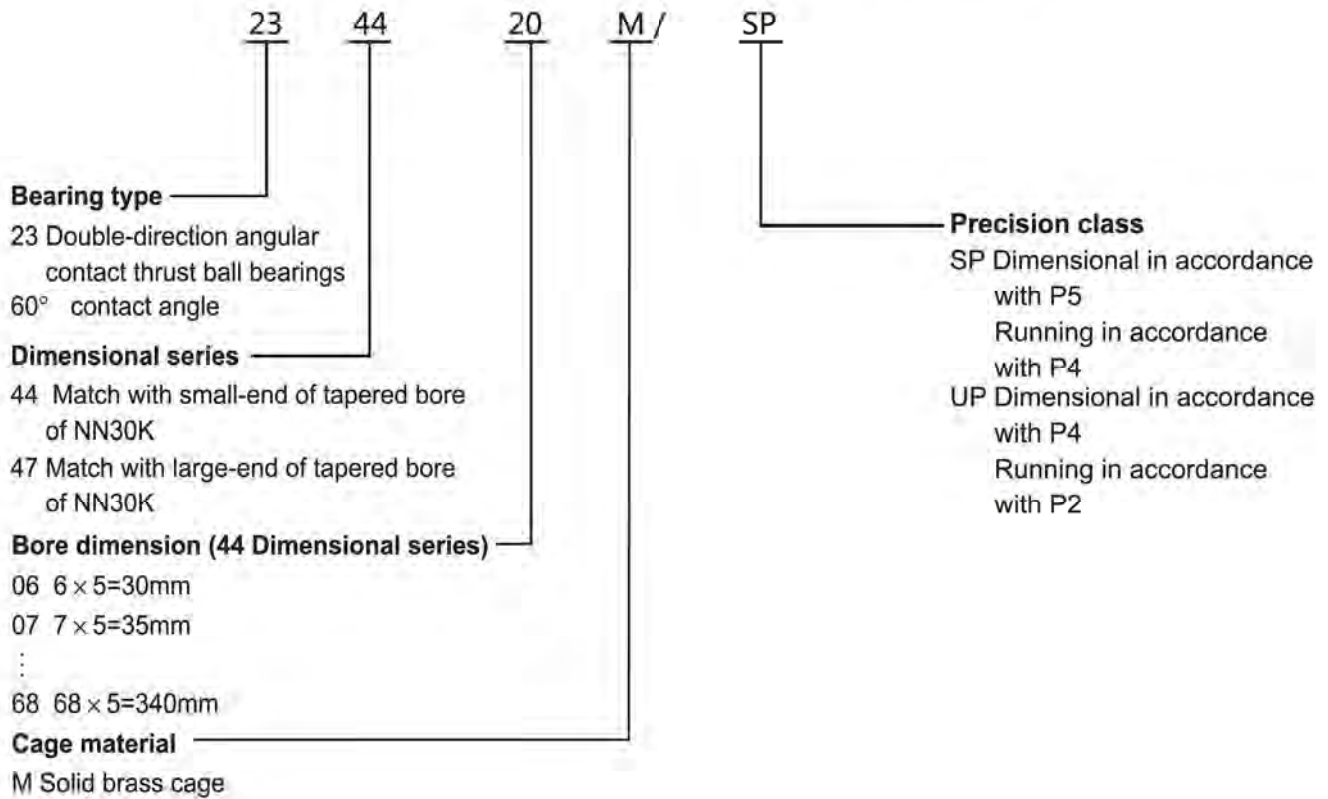 23 44 20 M / SP
Bearing type
23 Double-direction angular
contact thrust ball bearings
60° contact angle
Dimensional series
44 Match with small-end of tapered bore
of NN30K
47 Match with large-end of tapered bore
of NN30K
Bore dimension (44 Dimensional series)
06 6 × 5=30mm
07 7 × 5=35mm
⋮
68 68 × 5=340mm
Cage material
M Solid brass cage
Precision class
SP Dimensional in accordance
with P5
Running in accordance
with P4
UP Dimensional in accordance
with P4
Running in accordance
with P2